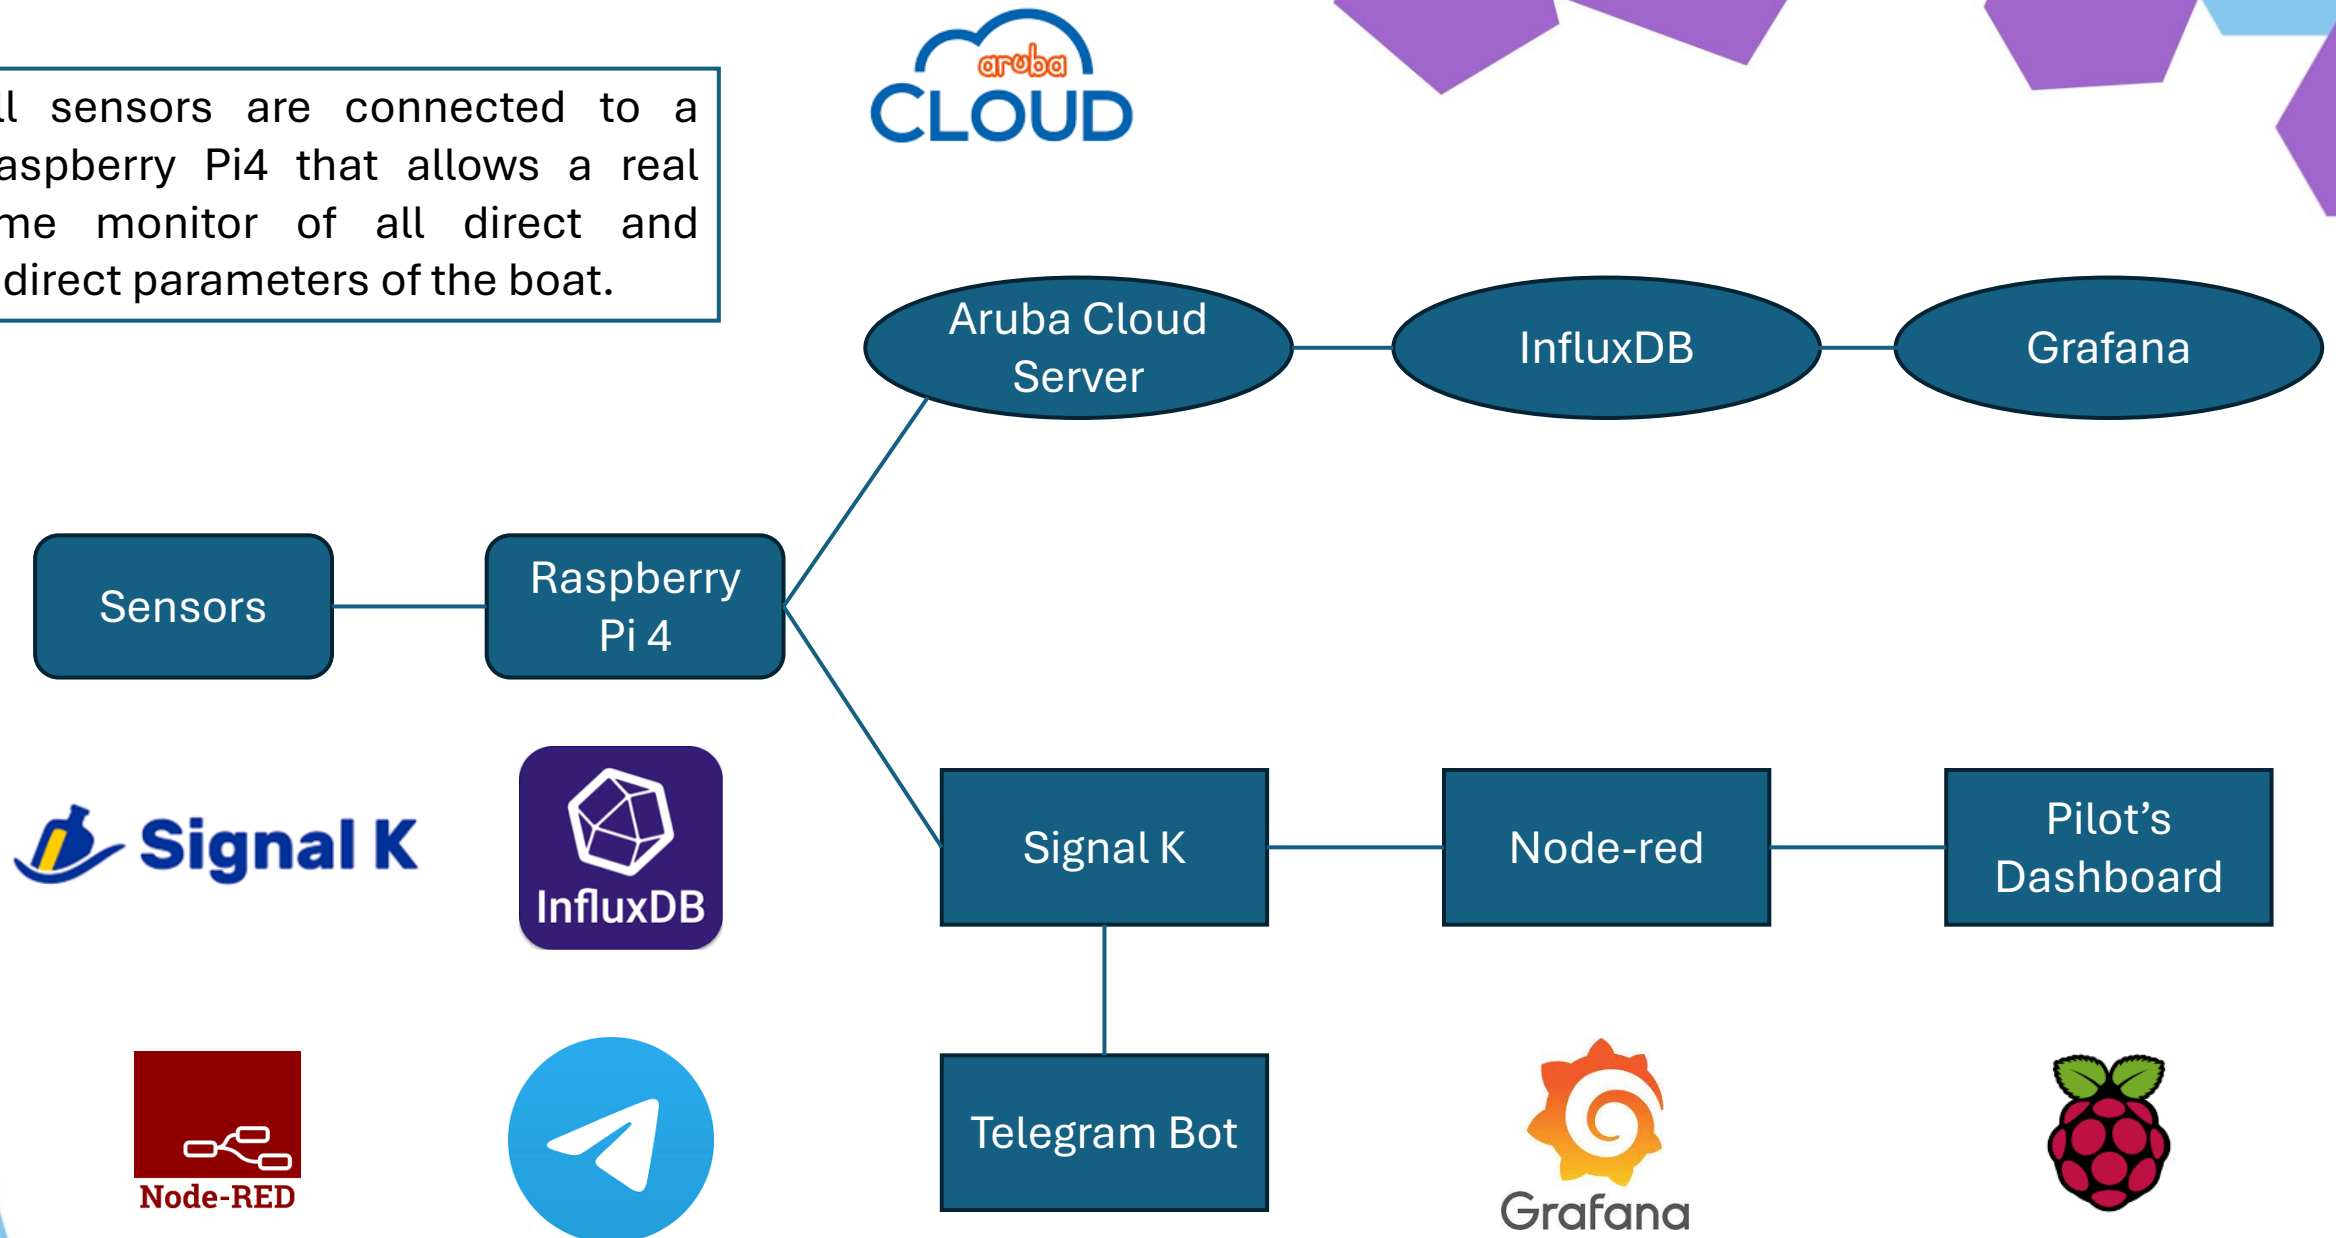 aruba
CLOUD
ll sensors are connected to a
aspberry Pi4 that allows a real
me monitor of all direct and
direct parameters of the boat.
Aruba Cloud
Server
InfluxDB
Grafana
Sensors
Raspberry
Pi 4
Signal K
InfluxDB
Signal K
Node-red
Pilot’s
Dashboard
Node-RED
Telegram Bot
Grafana